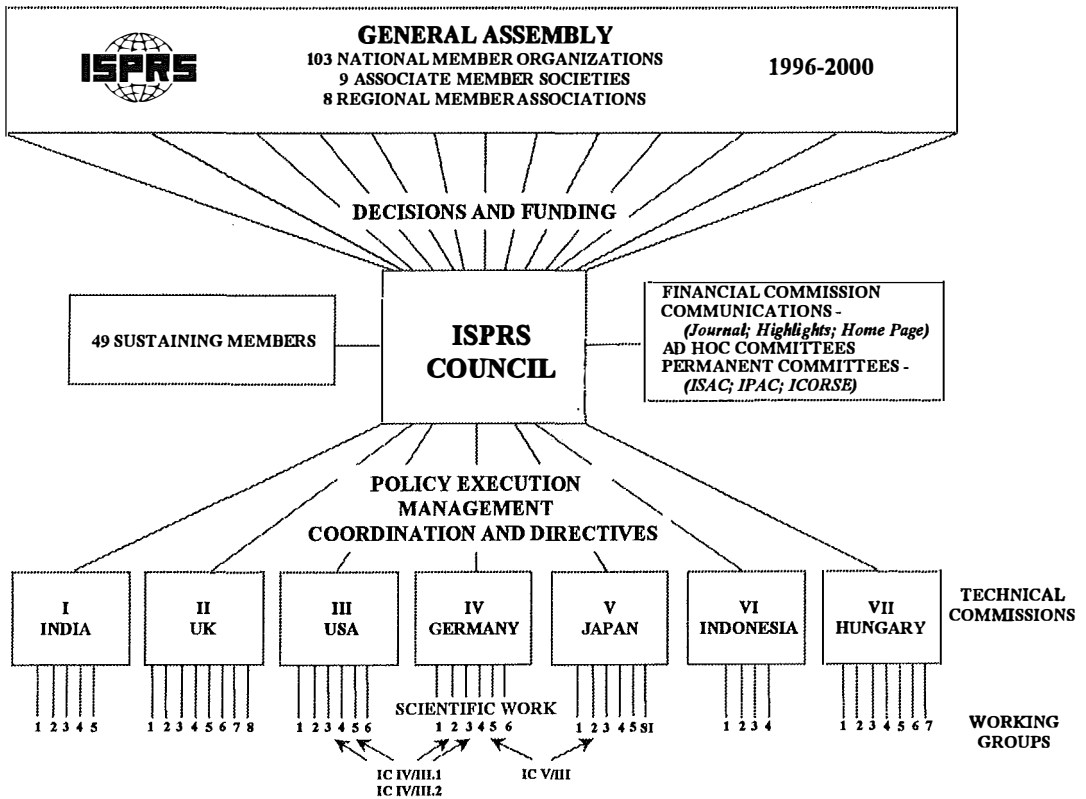 ISPRS
GENERAL ASSEMBLY
103 NATIONAL MEMBER ORGANIZATIONS
9 ASSOCIATE MEMBER SOCIETIES
8 REGIONAL MEMBER ASSOCIATIONS
1996-2000
DECISIONS AND FUNDING
49 SUSTAINING MEMBERS
ISPRS
COUNCIL
FINANCIAL COMMISSION
COMMUNICATIONS -
(Journal; Highlights; Home Page)
AD HOC COMMITTEES
PERMANENT COMMITTEES -
(ISAC; IPAC; ICORSE)
POLICY EXECUTION
MANAGEMENT
COORDINATION AND DIRECTIVES
I
INDIA
II
UK
III
USA
IV
GERMANY
V
JAPAN
VI
INDONESIA
VII
HUNGARY
TECHNICAL
COMMISSIONS
SCIENTIFIC WORK
1 2 3 4 5
1 2 3 4 5 6 7 8
1 2 3 4 5 6
1 2 3 4 5 6
1 2 3 4 5 SI
1 2 3 4
1 2 3 4 5 6 7
WORKING
GROUPS
IC IV/III.1
IC IV/III.2
IC V/III